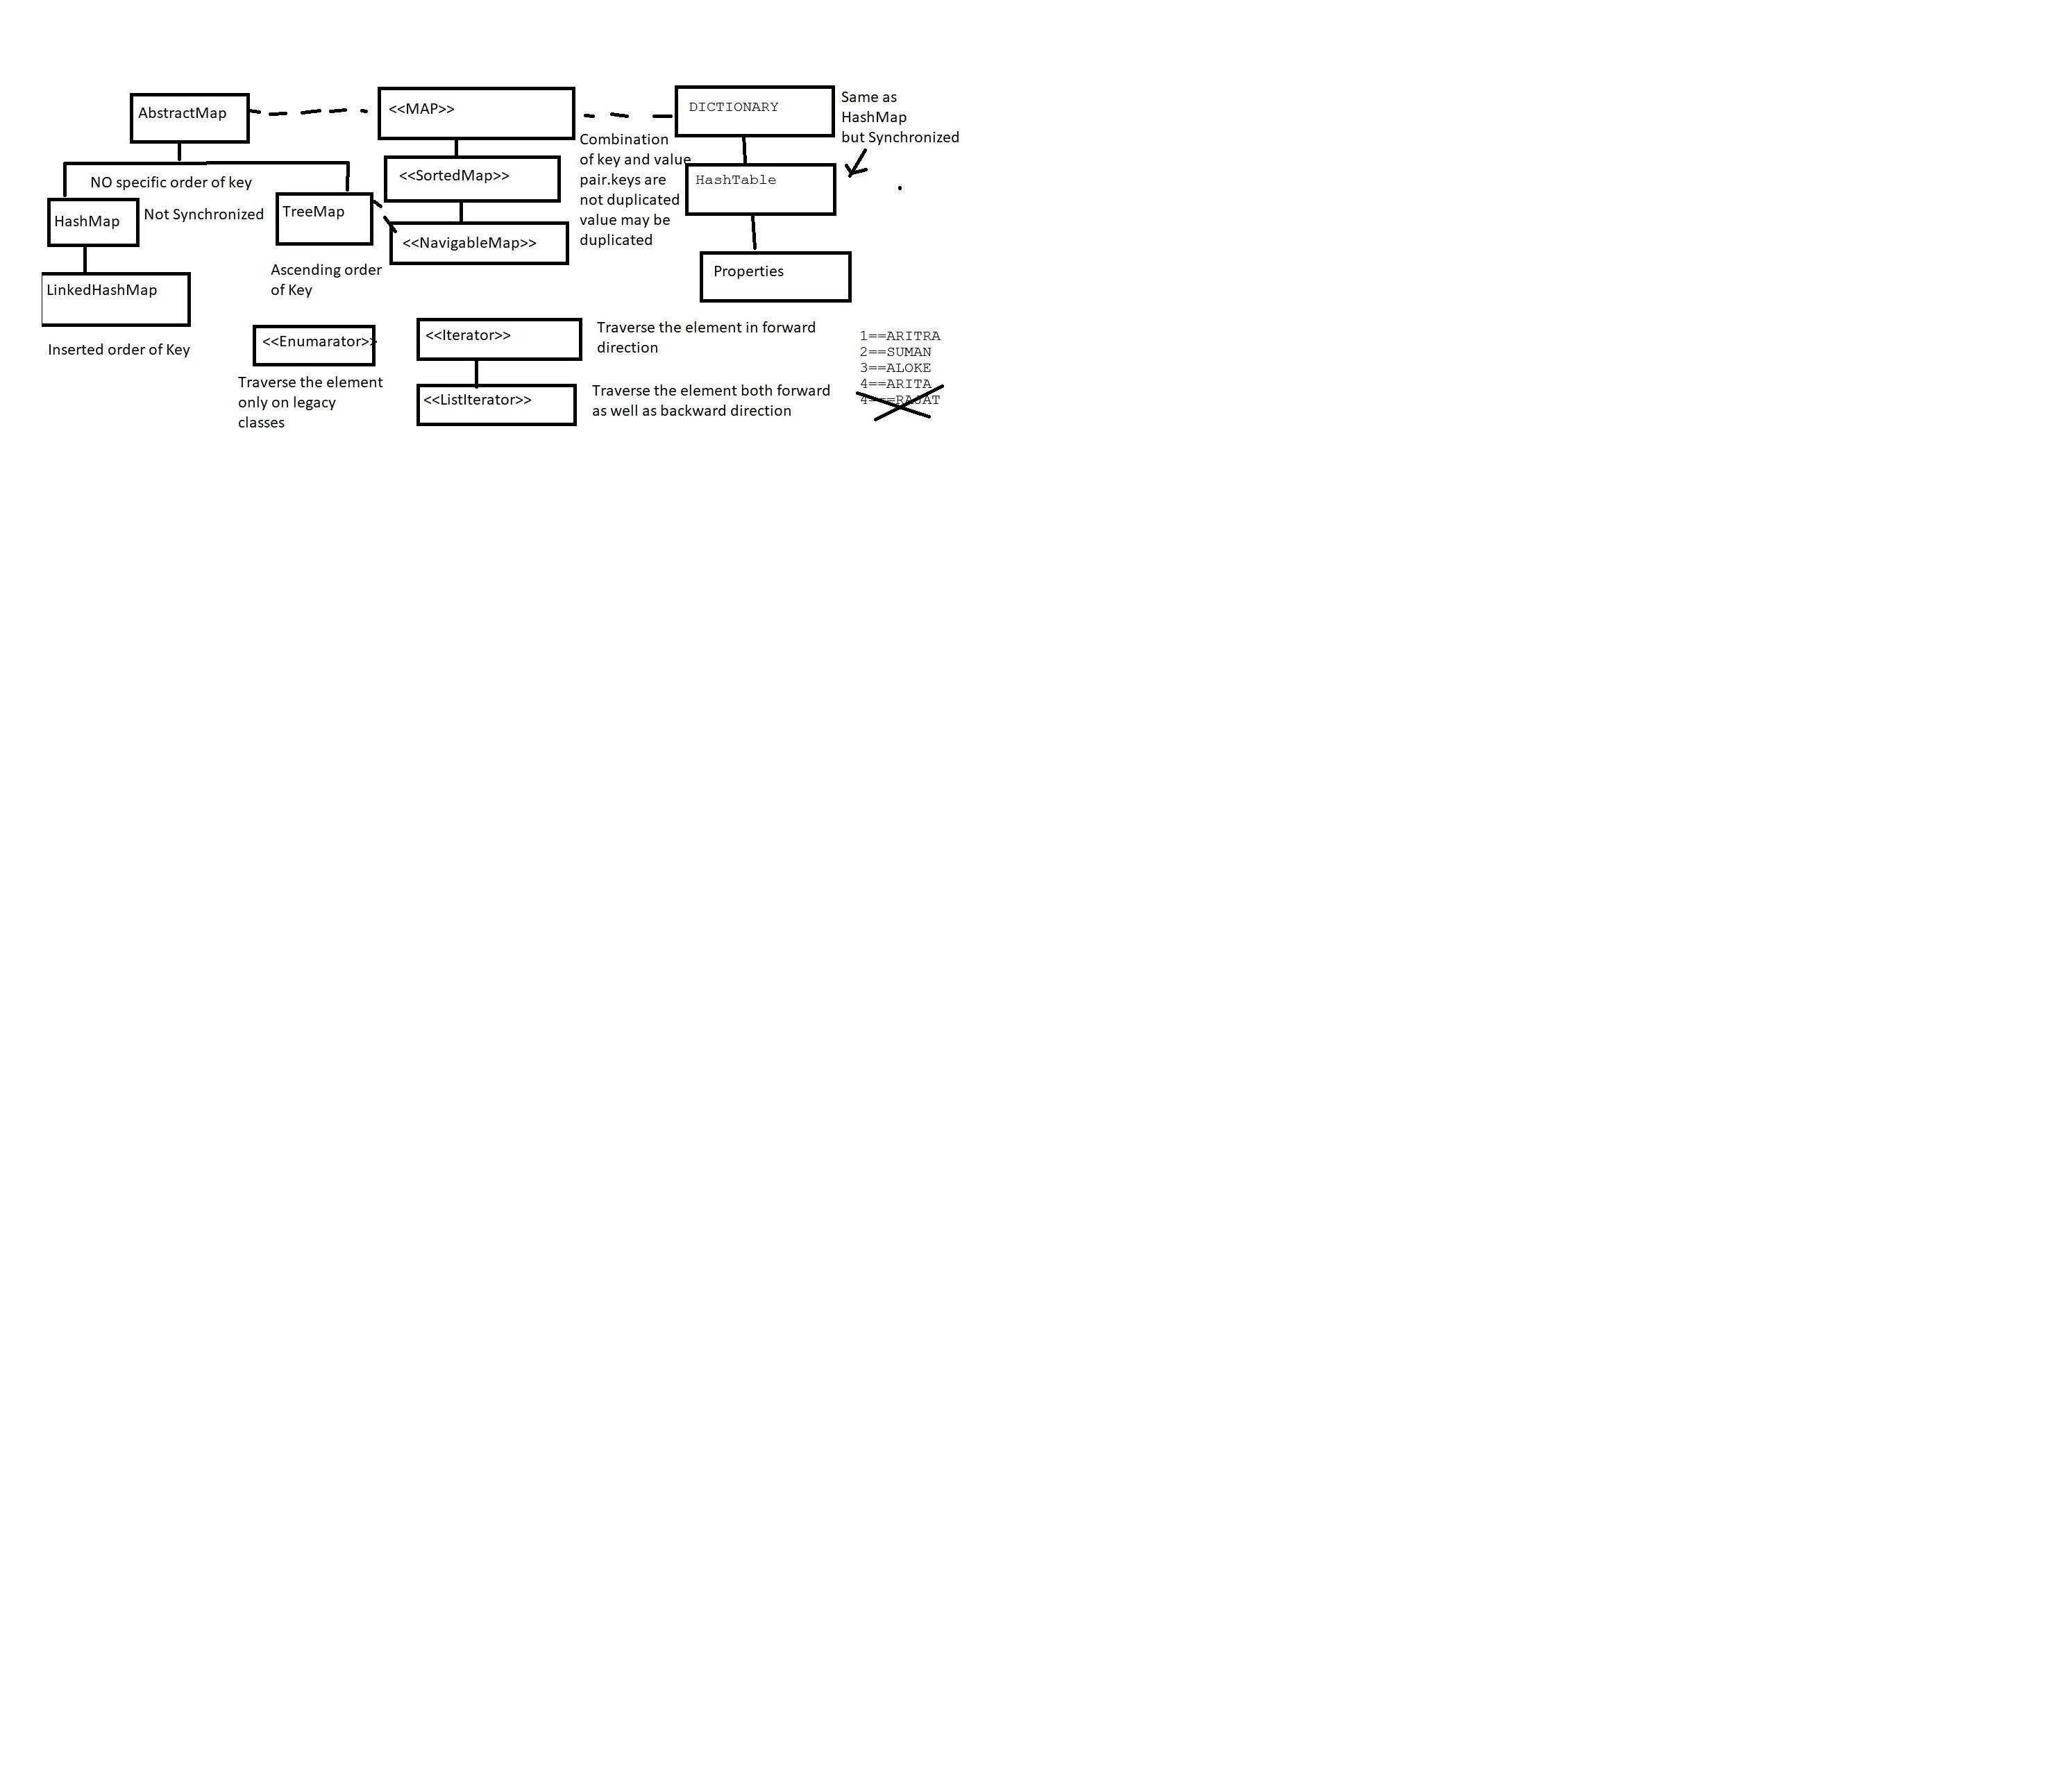 AbstractMap
<<MAP>>
DICTIONARY
Same as
HashMap
but Synchronized
Combination
of key and value
pair.keys are
not duplicated
value may be
duplicated
<<SortedMap>>
HashTable
NO specific order of key
HashMap
Not Synchronized
TreeMap
<<NavigableMap>>
Ascending order
of Key
Properties
LinkedHashMap
Inserted order of Key
<<Enumarator>>
Traverse the element
only on legacy
classes
<<Iterator>>
Traverse the element in forward
direction
<<ListIterator>>
Traverse the element both forward
as well as backward direction
1==ARITRA
2==SUMAN
3==ALOKE
4==ARITA
4===RAJAT